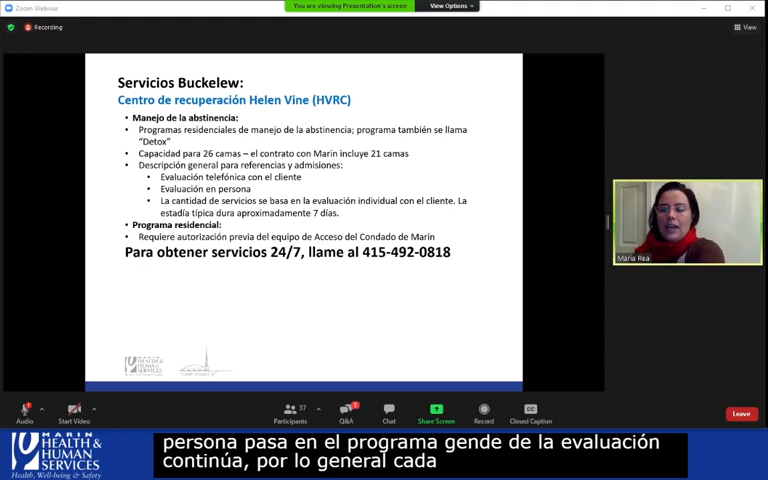 Zoom Webinar
You are viewing Presentation's screen
View Options
Recording
View
Servicios Buckelew:
Centro de recuperación Helen Vine (HVRC)
• Manejo de la abstinencia:
• Programas residenciales de manejo de la abstinencia; programa también se llama
“Detox”
• Capacidad para 26 camas – el contrato con Marin incluye 21 camas
• Descripción general para referencias y admisiones:
• Evaluación telefónica con el cliente
• Evaluación en persona
• La cantidad de servicios se basa en la evaluación individual con el cliente. La
estadía típica dura aproximadamente 7 días.
• Programa residencial:
• Requiere autorización previa del equipo de Acceso del Condado de Marin
Para obtener servicios 24/7, llame al 415-492-0818
Maria Rea
MARIN
HEALTH &
HUMAN
SERVICES
Audio
Start Video
37
Participants
1
Q&A
Chat
Share Screen
Record
CC
Closed Caption
Leave
MARIN
HEALTH &
HUMAN
SERVICES
Health, Well-being & Safety
persona pasa en el programa gende de la evaluación
continúa, por lo general cada